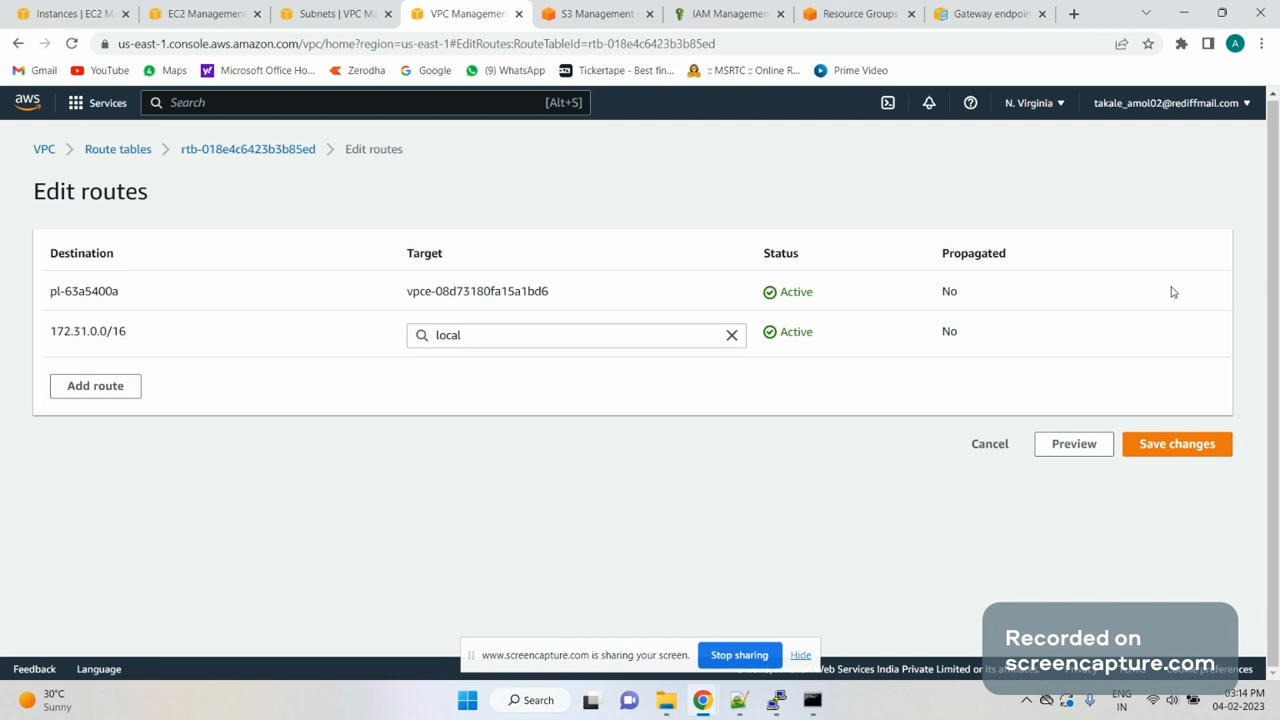 Instances | EC2 M
EC2 Management
Subnets | VPC Ma
VPC Management
S3 Management
IAM Management
Resource Groups
Gateway endpoin
us-east-1.console.aws.amazon.com/vpc/home?region=us-east-1#EditRoutes:RouteTableId=rtb-018e4c6423b3b85ed
A
Gmail
YouTube
Maps
Microsoft Office Ho...
Zerodha
Google
(9) WhatsApp
Tickertape - Best fin...
:: MSRTC :: Online R...
Prime Video
aws
Services
Search
[Alt+S]
N. Virginia
takale_amol02@rediffmail.com
VPC
Route tables
rtb-018e4c6423b3b85ed
Edit routes
Edit routes
Destination
Target
Status
Propagated
pl-63a5400a
vpce-08d73180fa15a1bd6
Active
No
172.31.0.0/16
local
Active
No
Add route
Cancel
Preview
Save changes
www.screencapture.com is sharing your screen.
Stop sharing
Hide
Recorded on
screencapture.com
Feedback
Language
Web Services India Private Limited or its
30°C
Sunny
Search
ENG
IN
03:14 PM
04-02-2023